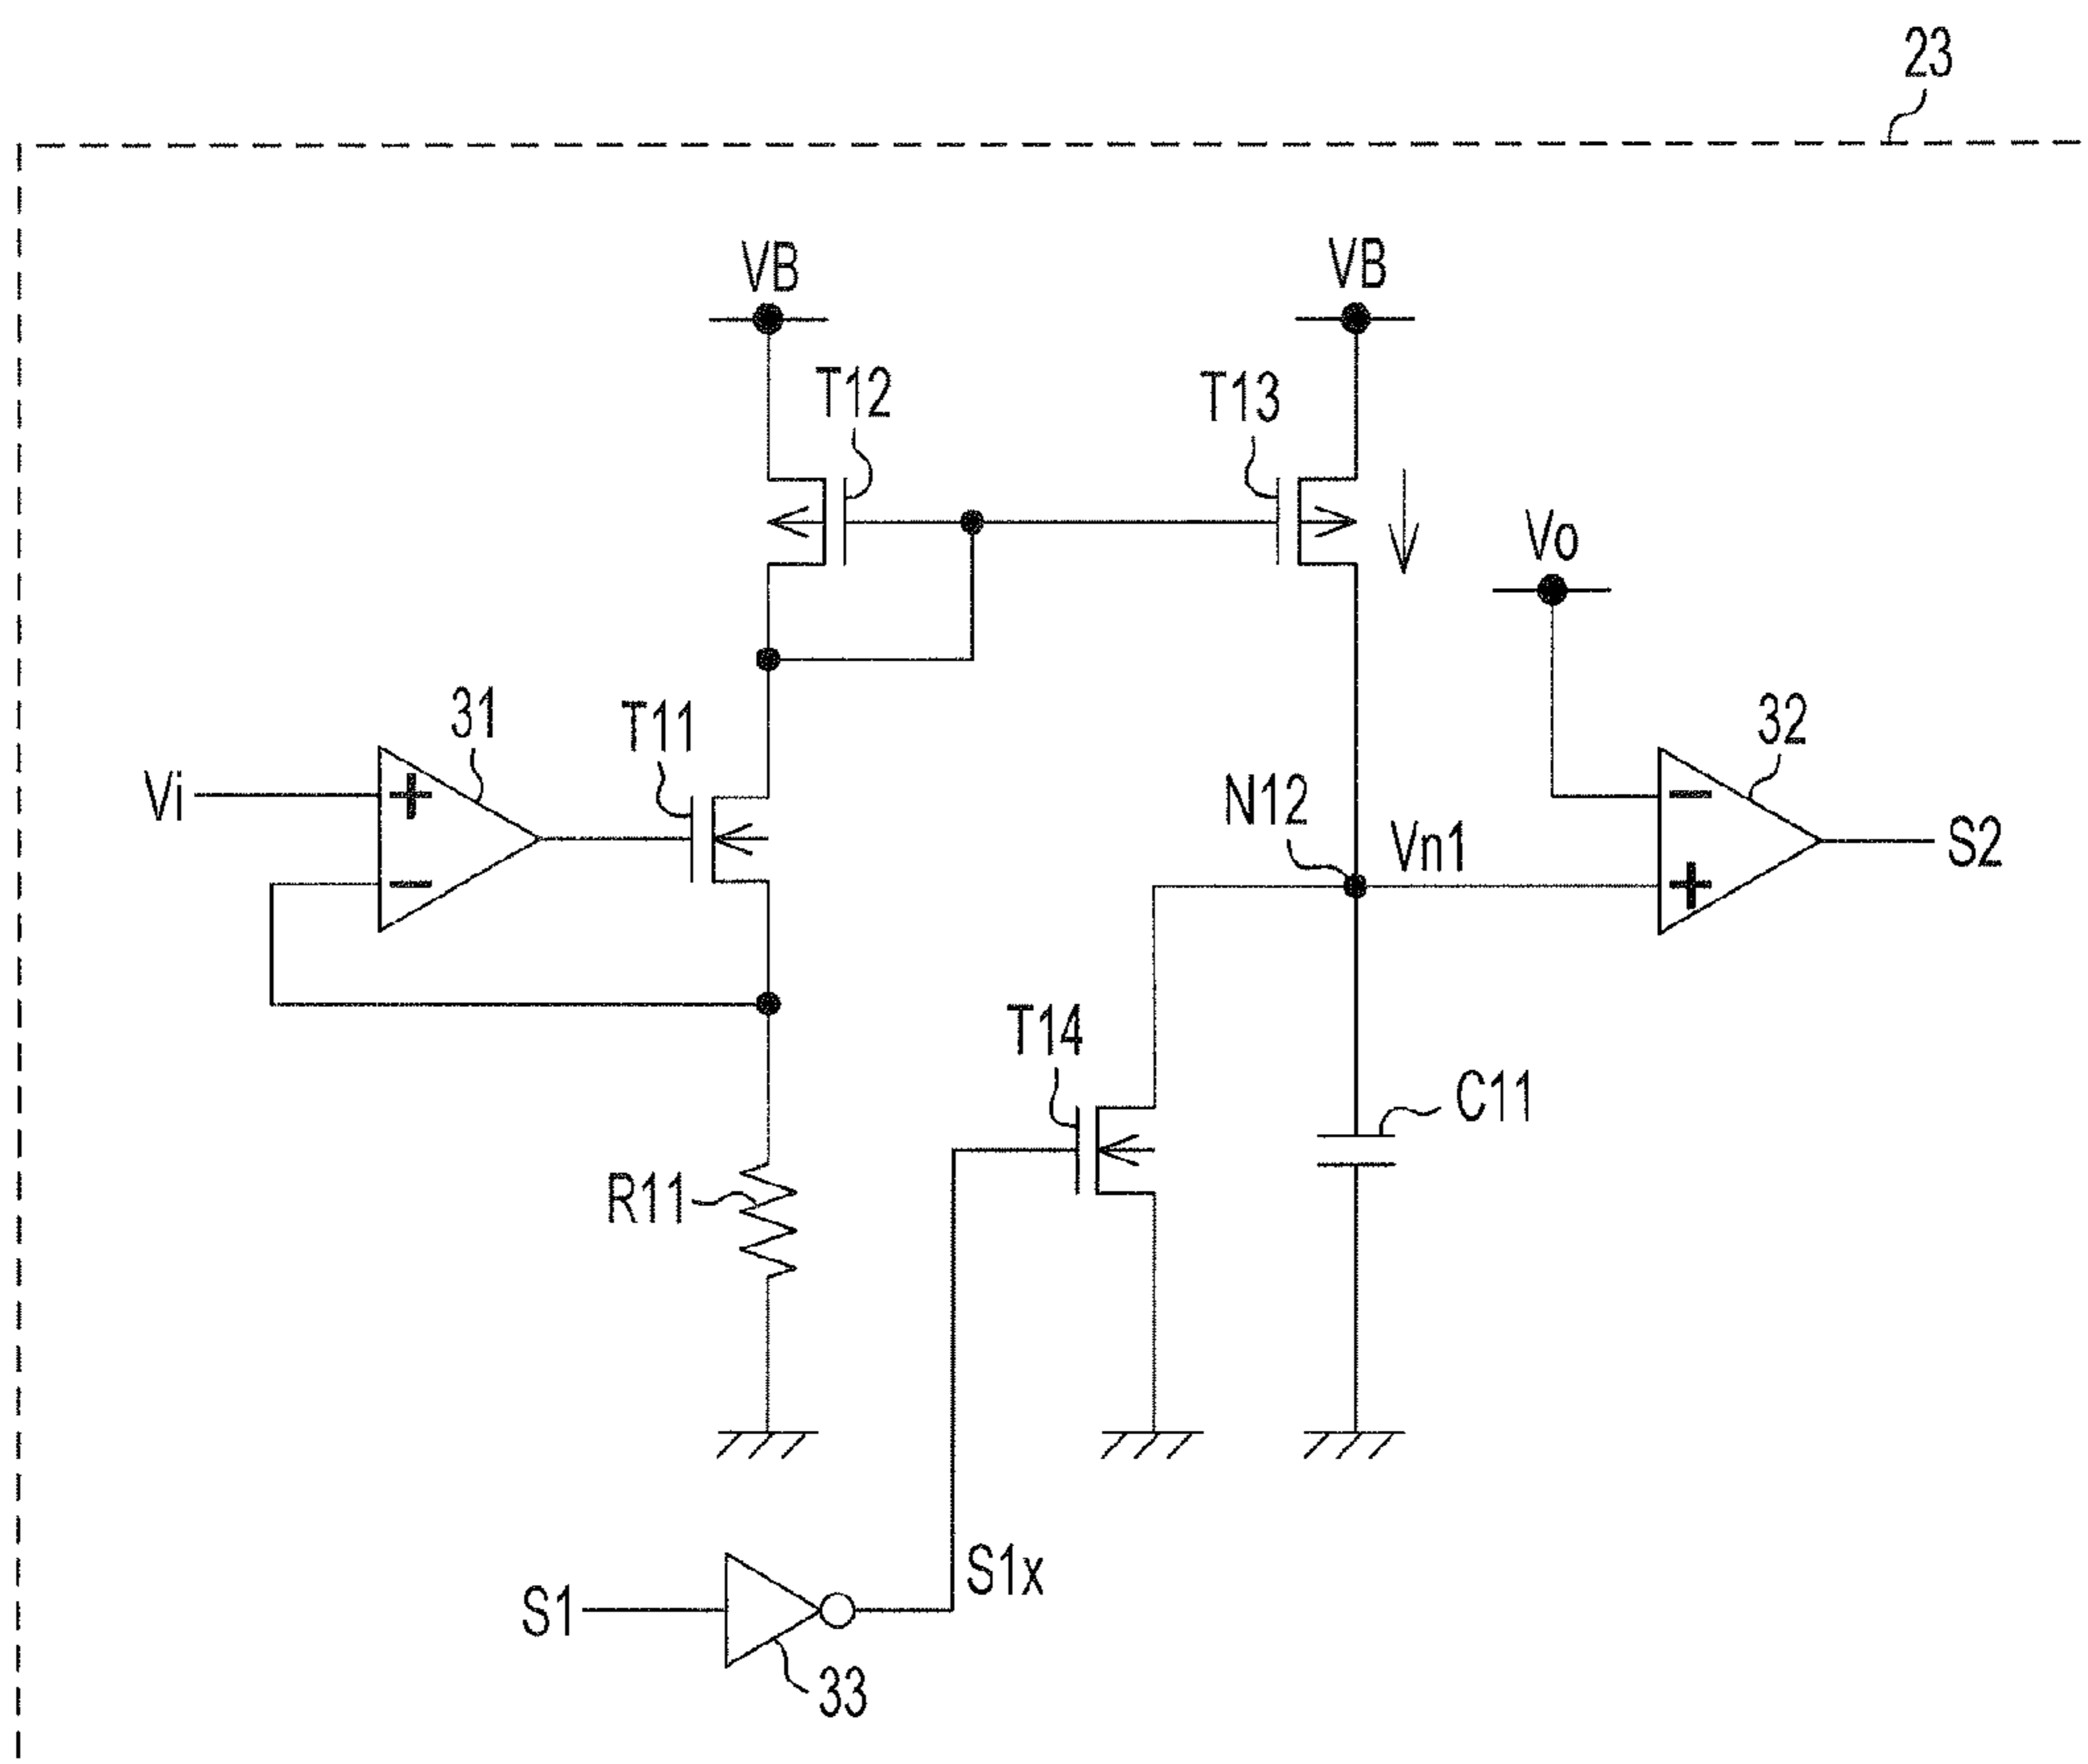 23
VB
VB
T12
T13
Vo
31
T11
32
Vi
+
−
N12
Vn1
−
+
S2
T14
C11
R11
S1
S1x
33